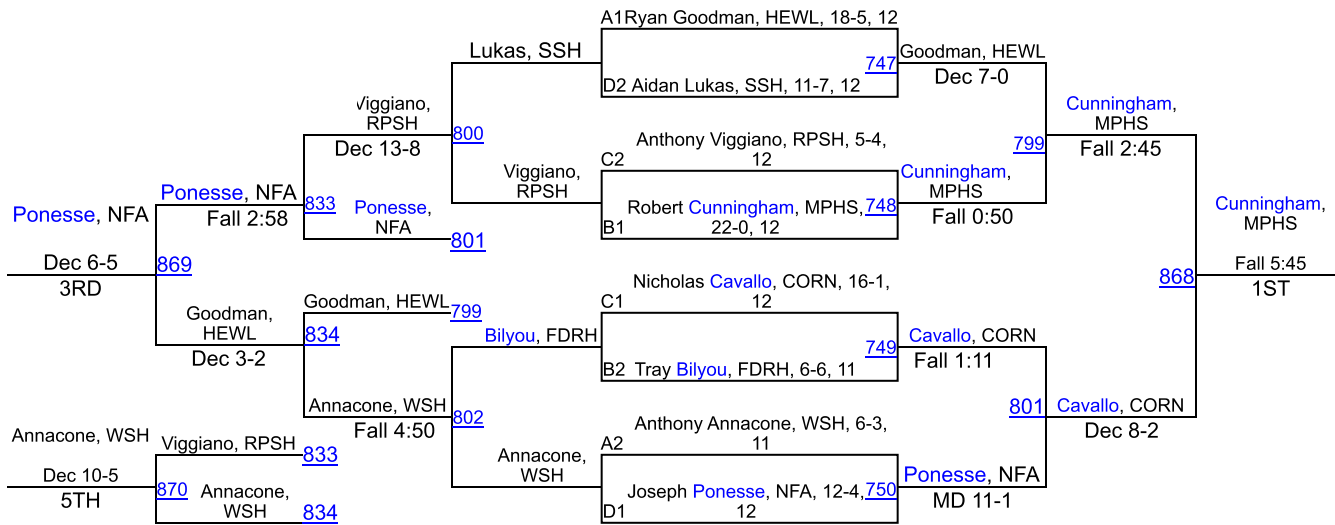 A1 Ryan Goodman, HEWL, 18-5, 12
Lukas, SSH
747
Goodman, HEWL
Dec 7-0
D2 Aidan Lukas, SSH, 11-7, 12
Viggiano,
RPSH
Dec 13-8
800
Anthony Viggiano, RPSH, 5-4,
12
C2
799
Cunningham,
MPHS
Fall 2:45
Viggiano,
RPSH
Robert Cunningham, MPHS,
22-0, 12
B1
748
Cunningham,
MPHS
Fall 0:50
Ponesse, NFA
Fall 2:58
833
Ponesse,
NFA
801
Ponesse, NFA
Dec 6-5
3RD
869
Cunningham,
MPHS
Fall 5:45
1ST
868
Nicholas Cavallo, CORN, 16-1,
12
C1
Goodman,
HEWL
Dec 3-2
Goodman, HEWL
799
834
Bilyou, FDRH
749
Cavallo, CORN
Fall 1:11
B2 Tray Bilyou, FDRH, 6-6, 11
Annacone, WSH
Fall 4:50
802
801
Cavallo, CORN
Dec 8-2
Anthony Annacone, WSH, 6-3,
11
A2
Annacone, WSH
Dec 10-5
5TH
Viggiano, RPSH
833
870
Annacone,
WSH
834
Annacone,
WSH
Joseph Ponesse, NFA, 12-4,
12
D1
750
Ponesse, NFA
MD 11-1